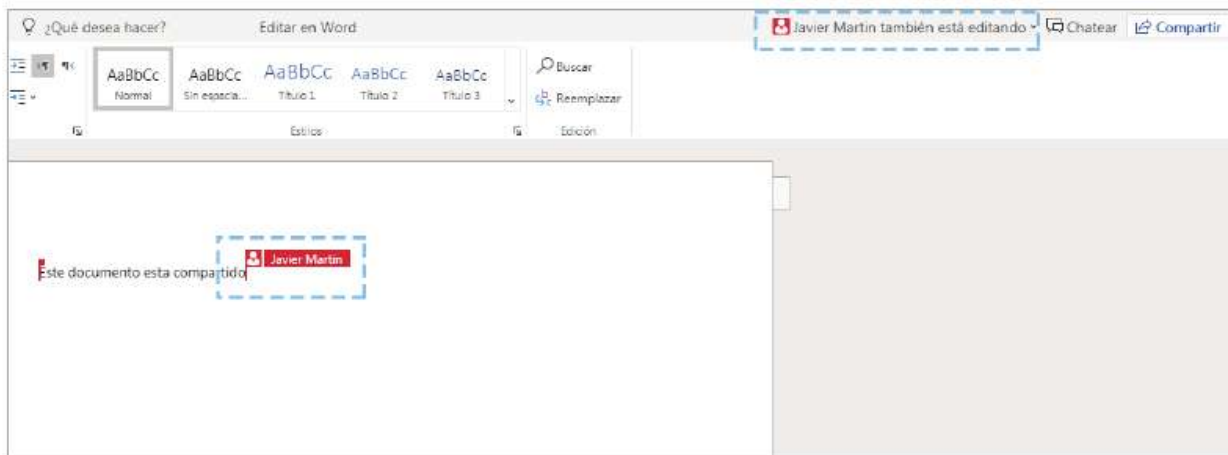 ¿Qué desea hacer? Editar en Word Javier Martin también está editando Chatear Compartir
AaBbCc AaBbCc AaBbCc AaBbCc AaBbCc Buscar
Normal Sin espacia... Título 1 Título 2 Título 3 Reemplazar
Estilos Edición
Javier Martin
Este documento esta compartido